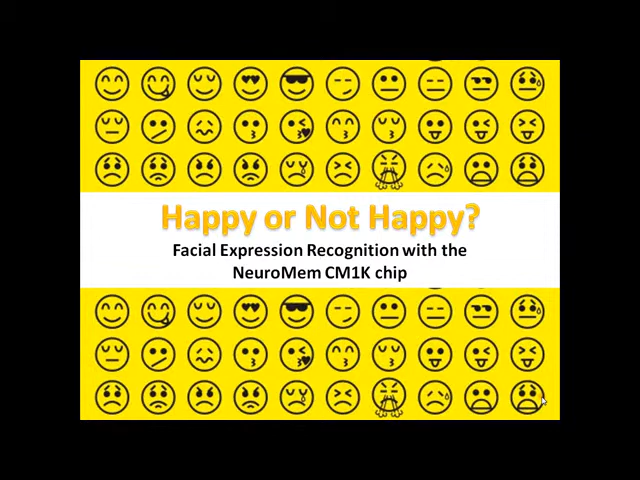 Happy or Not Happy?
Facial Expression Recognition with the
NeuroMem CM1K chip